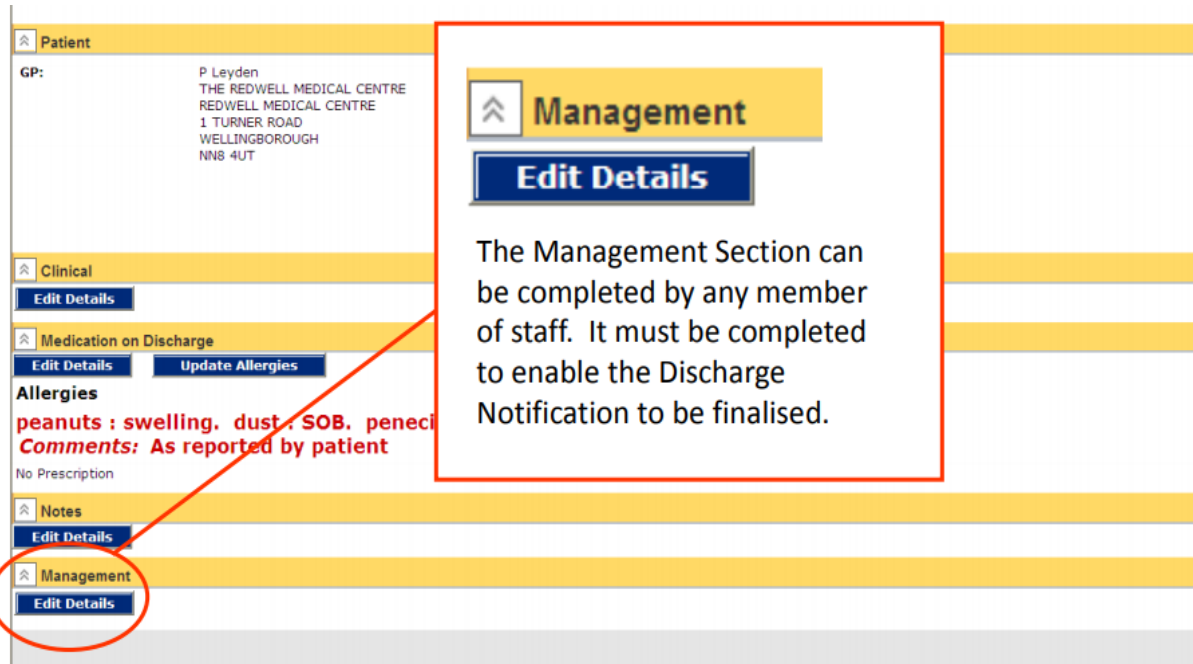 Patient
GP:
P Leyden
THE REDWELL MEDICAL CENTRE
REDWELL MEDICAL CENTRE
1 TURNER ROAD
WELLINGBOROUGH
NN8 4UT
Clinical
Edit Details
Medication on Discharge
Edit Details Update Allergies
Allergies
peanuts : swelling. dust : SOB. peneci
Comments: As reported by patient
No Prescription
Notes
Edit Details
Management
Edit Details
Management
Edit Details
The Management Section can
be completed by any member
of staff. It must be completed
to enable the Discharge
Notification to be finalised.